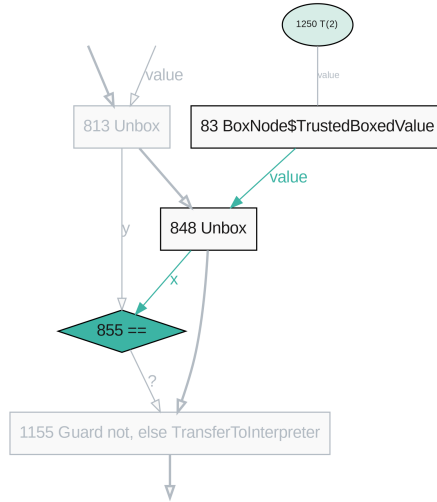 1250 T(2)
value
value
813 Unbox
83 BoxNode$TrustedBoxedValue
value
y
848 Unbox
x
855 ==
?
1155 Guard not, else TransferToInterpreter